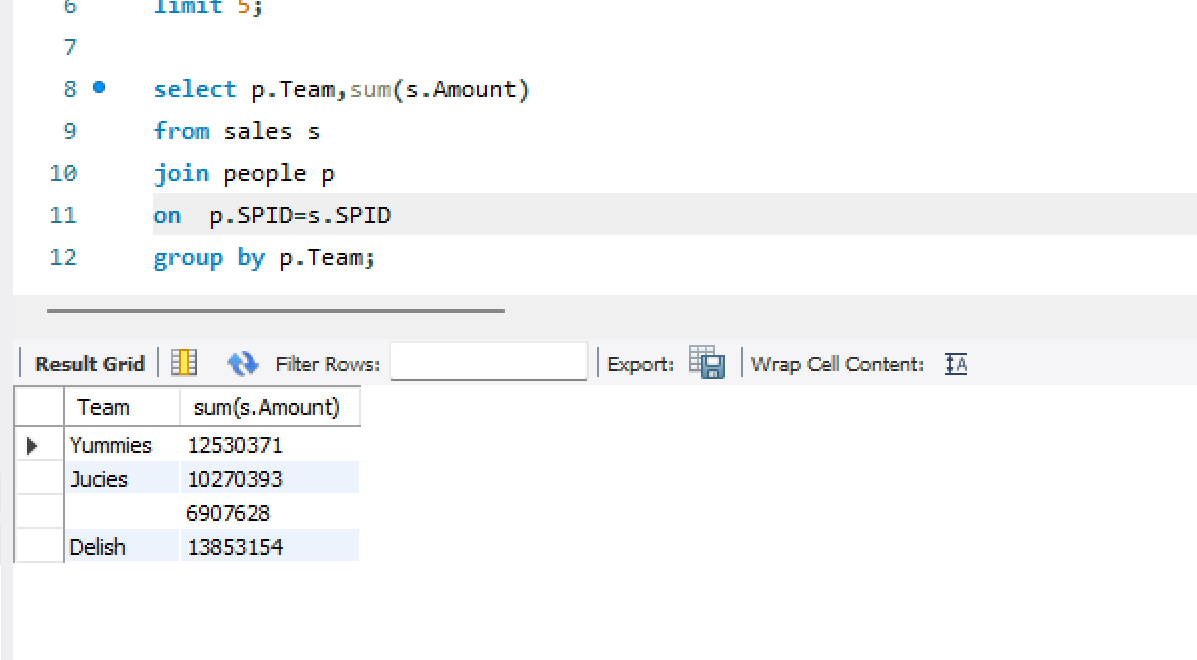 6 limit 5;
7
8 select p.Team,sum(s.Amount)
9 from sales s
10 join people p
11 on  p.SPID=s.SPID
12 group by p.Team;
Result Grid Filter Rows: Export: Wrap Cell Content: IA
Team sum(s.Amount)
Yummies 12530371
Jucies 10270393
6907628
Delish 13853154